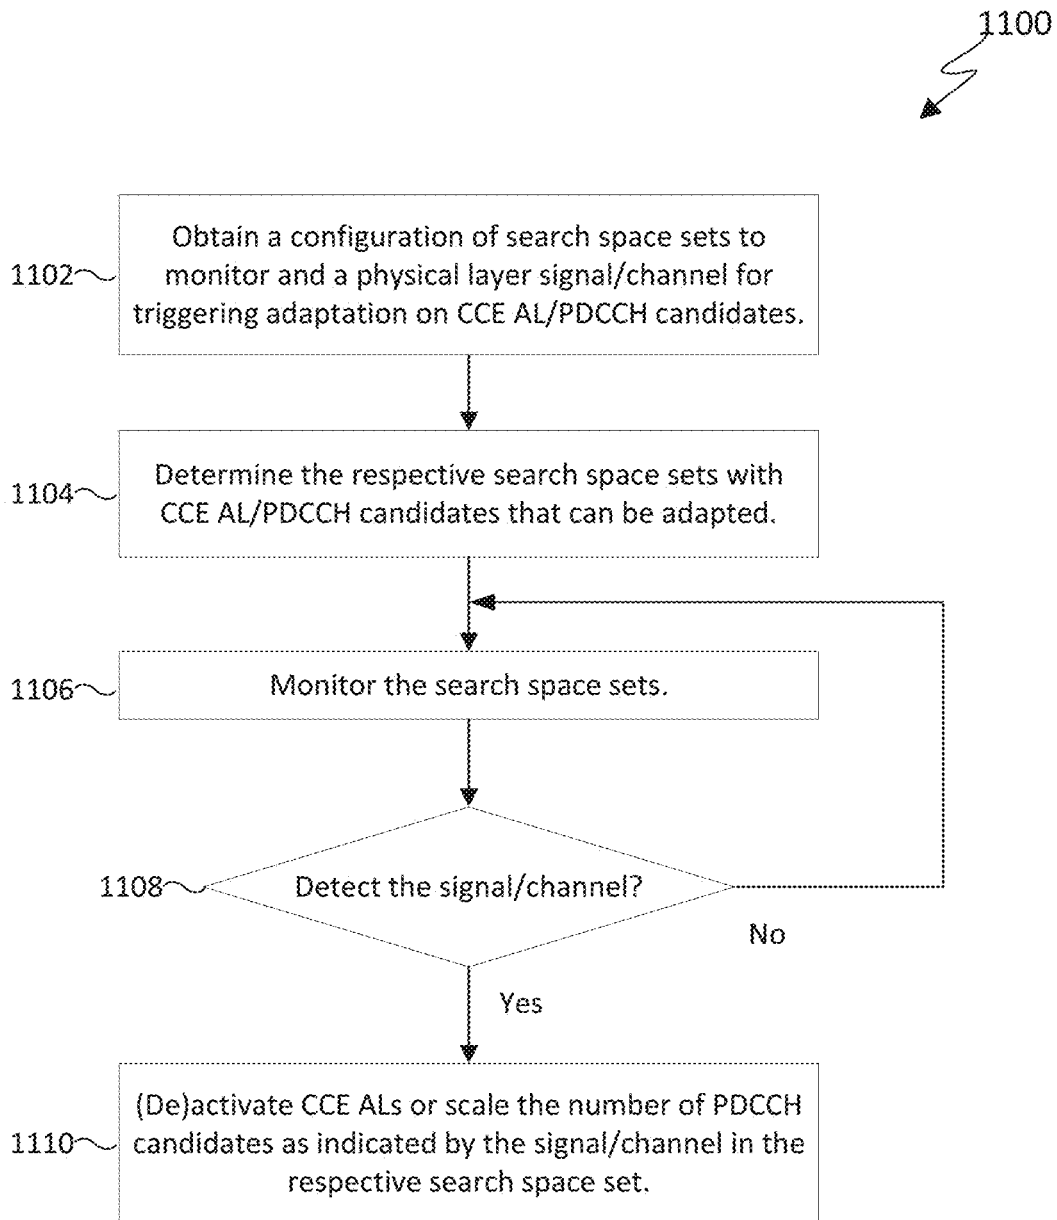 1100
1102
Obtain a configuration of search space sets to
monitor and a physical layer signal/channel for
triggering adaptation on CCE AL/PDCCH candidates.
1104
Determine the respective search space sets with
CCE AL/PDCCH candidates that can be adapted.
1106
Monitor the search space sets.
1108
Detect the signal/channel?
No
Yes
1110
(De)activate CCE ALs or scale the number of PDCCH
candidates as indicated by the signal/channel in the
respective search space set.